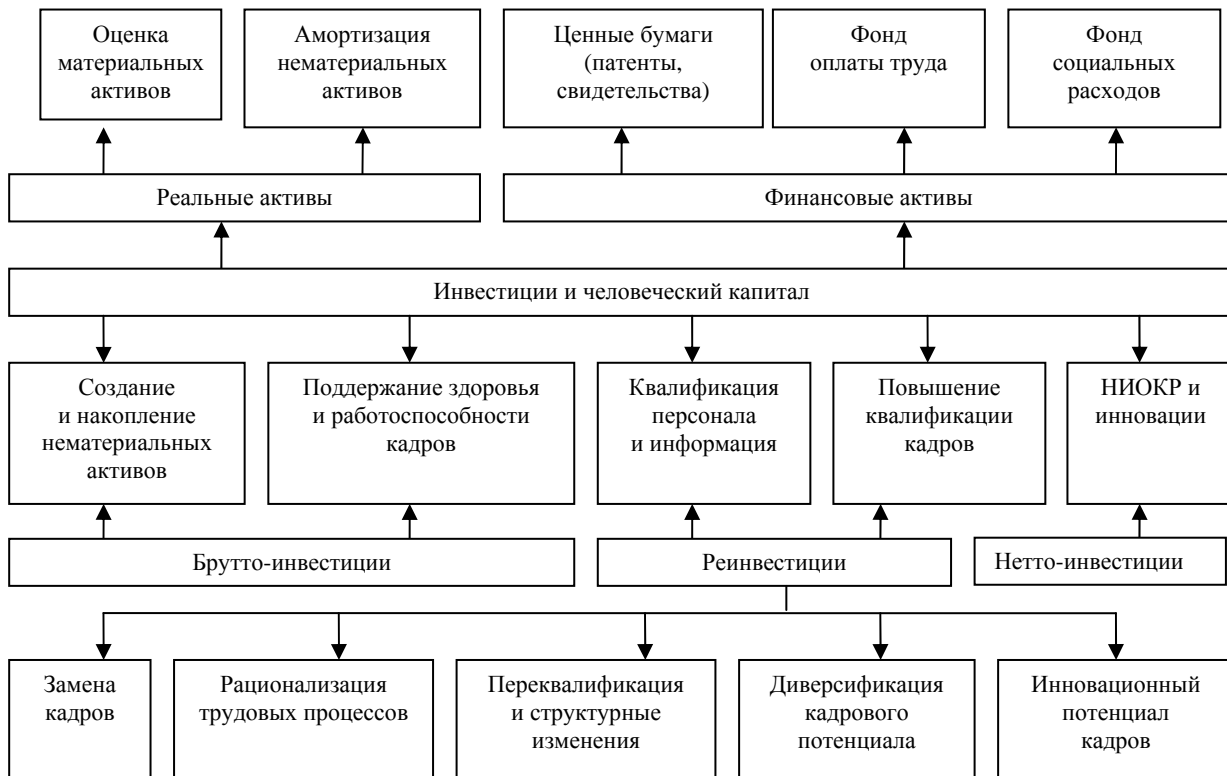 Оценка
материальных
активов
Амортизация
нематериальных
активов
Ценные бумаги
(патенты,
свидетельства)
Фонд
оплаты труда
Фонд
социальных
расходов
Реальные активы
Финансовые активы
Инвестиции и человеческий капитал
Создание
и накопление
нематериальных
активов
Поддержание здоровья
и работоспособности
кадров
Квалификация
персонала
и информация
Повышение
квалификации
кадров
НИОКР и
инновации
Брутто-инвестиции
Реинвестиции
Нетто-инвестиции
Замена
кадров
Рационализация
трудовых процессов
Переквалификация
и структурные
изменения
Диверсификация
кадрового
потенциала
Инновационный
потенциал
кадров